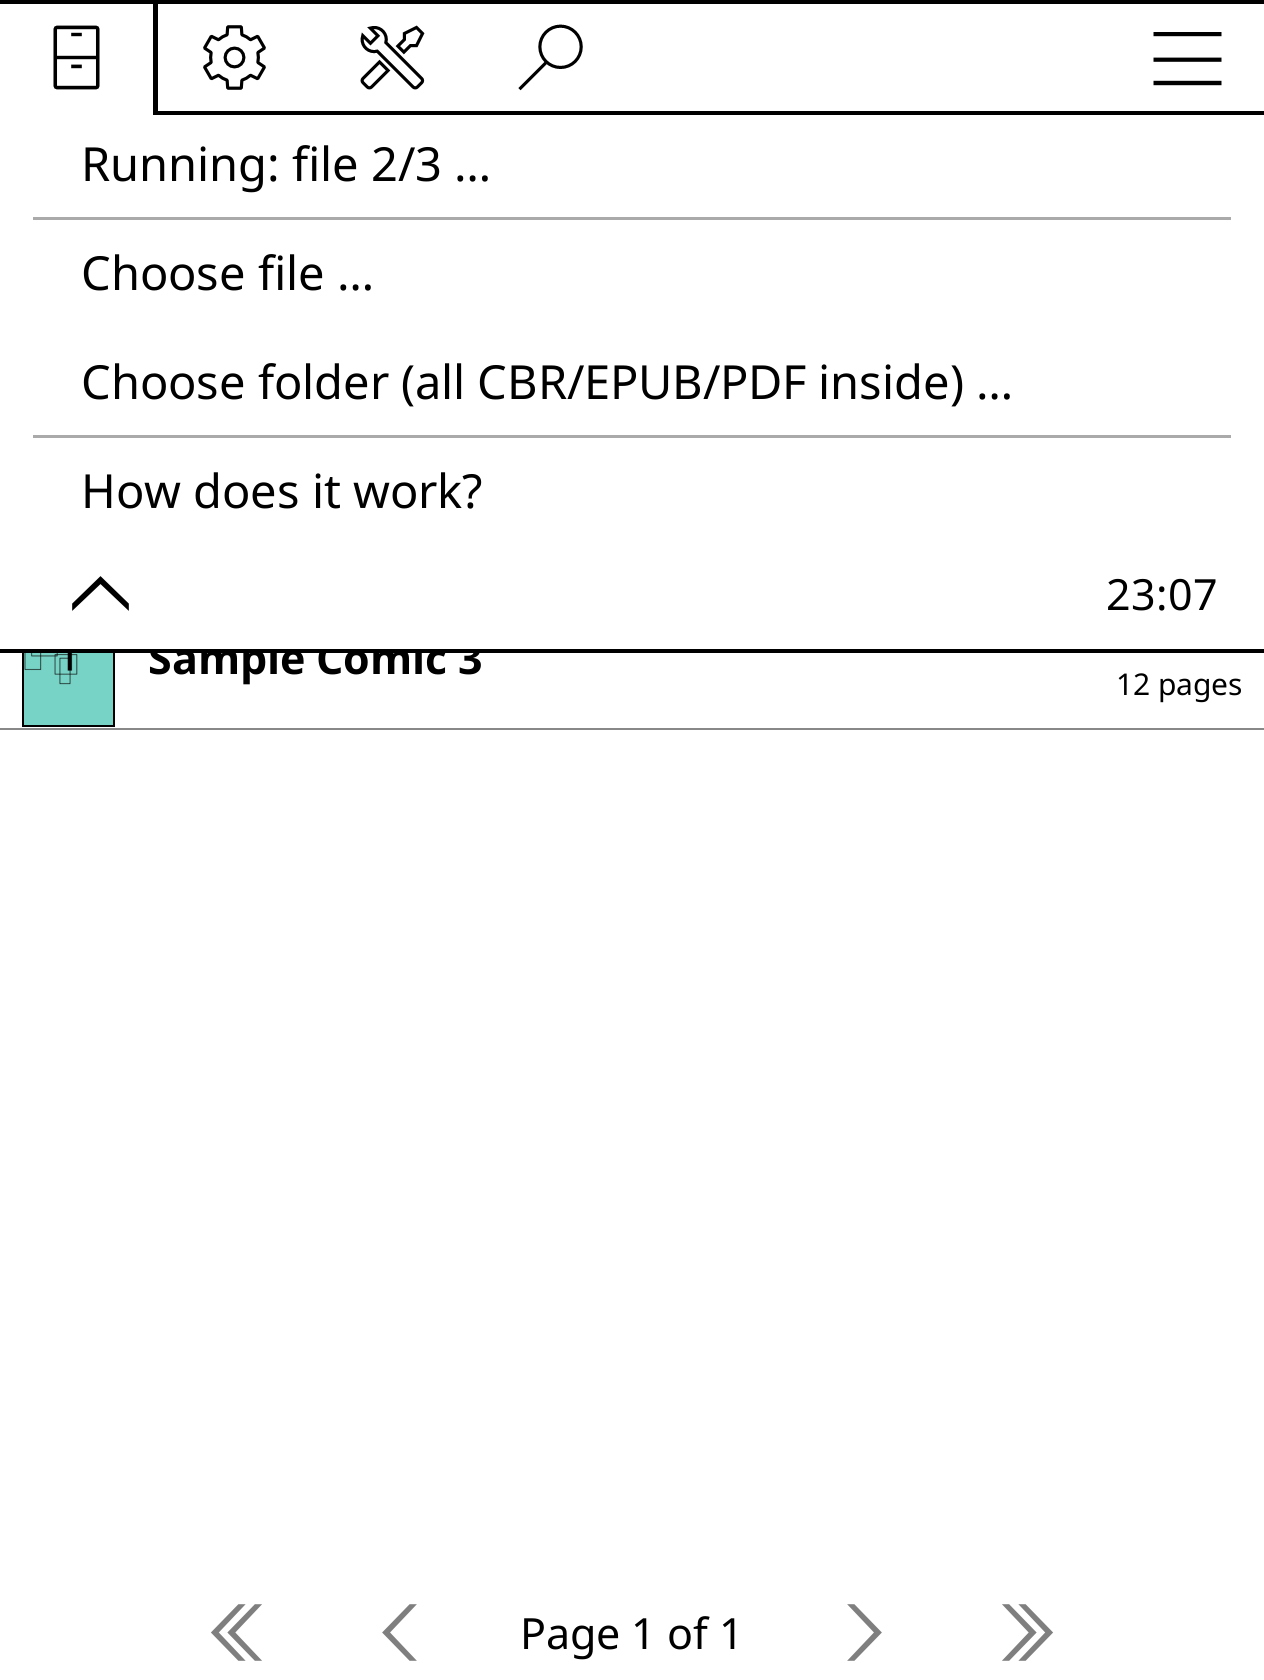 Running: file 2/3 ...
Choose file ...
Choose folder (all CBR/EPUB/PDF inside) ...
How does it work?
23:07
Sample Comic 3
12 pages
Page 1 of 1